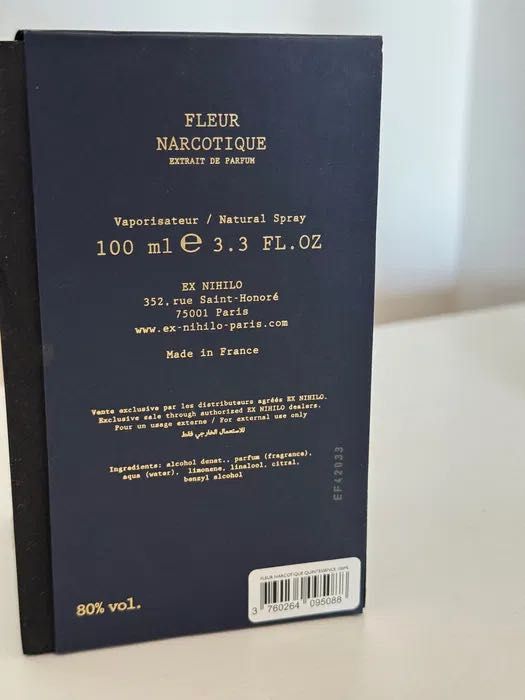 FLEUR
NARCOTIQUE
EXTRAIT DE PARFUM
Vaporisateur / Natural Spray
100 ml e 3.3 FL.OZ
EX NIHILO
352, rue Saint-Honoré
75001 Paris
www.ex-nihilo-paris.com
Made in France
Vente exclusive par les distributeurs agréés EX NIHILO.
Exclusive sale through authorized EX NIHILO dealers.
Pour un usage externe / For external use only
للاستعمال الخارجي فقط
Ingredients: alcohol denat., parfum (fragrance),
aqua (water), limonene, linalool, citral,
benzyl alcohol
EF42033
80% vol.
FLEUR NARCOTIQUE QUINTESSENCE 100ML
3 760264 095088